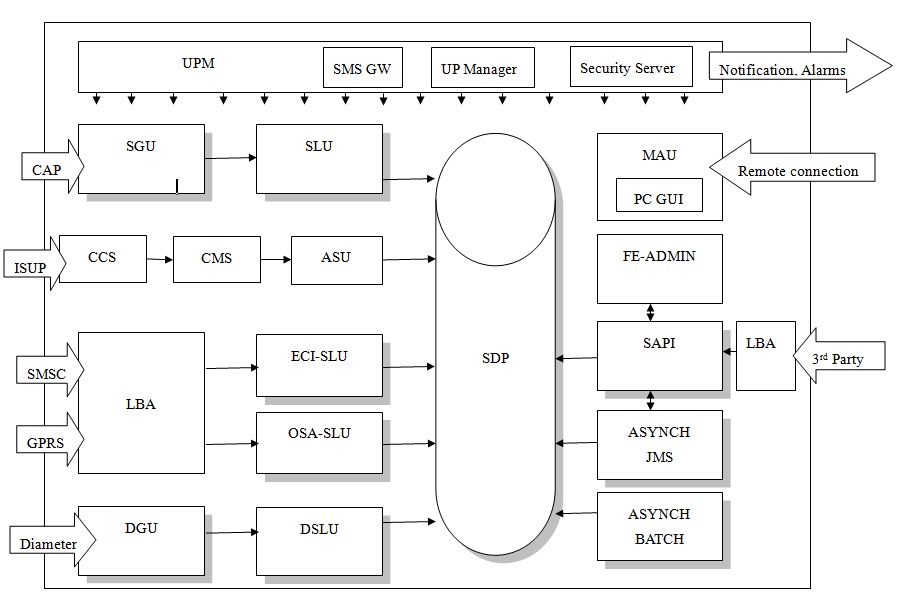 UPM
SMS GW
UP Manager
Security Server
Notification, Alarms
SGU
SLU
MAU
CAP
Remote connection
PC GUI
CCS
CMS
ASU
FE-ADMIN
ISUP
ECI-SLU
SDP
SAPI
LBA
3rd Party
SMSC
LBA
OSA-SLU
ASYNCH
JMS
GPRS
DGU
DSLU
ASYNCH
BATCH
Diameter